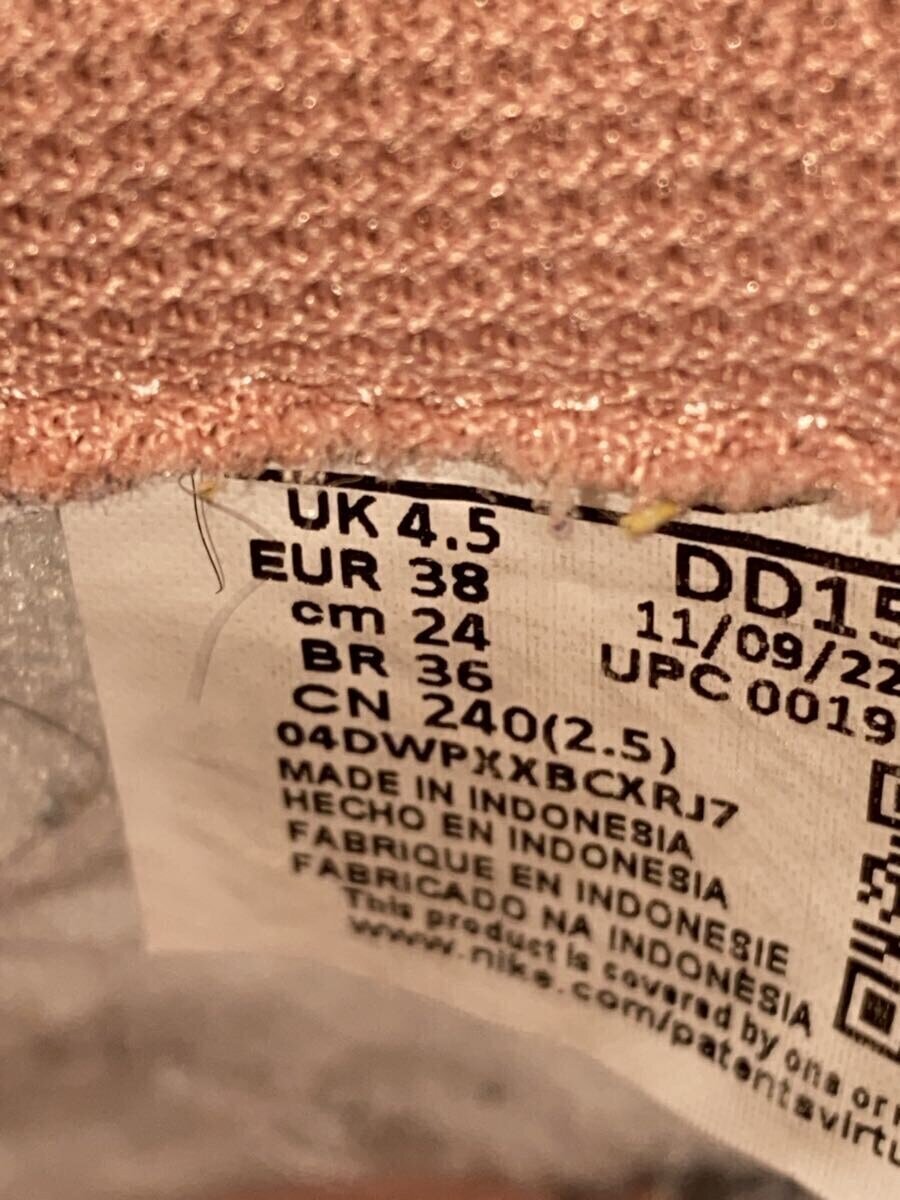 UK 4.5
EUR 38
cm 24
BR 36
CN 240(2.5)
04DWPXXBCXRJ7
MADE IN INDONESIA
HECHO EN INDONESIA
FABRIQUE EN INDONESIE
FABRICADO NA INDONÈSIA
This product is covered by one or
www.nike.com/patentsvirtu
DD15
11/09/22
UPC 0019